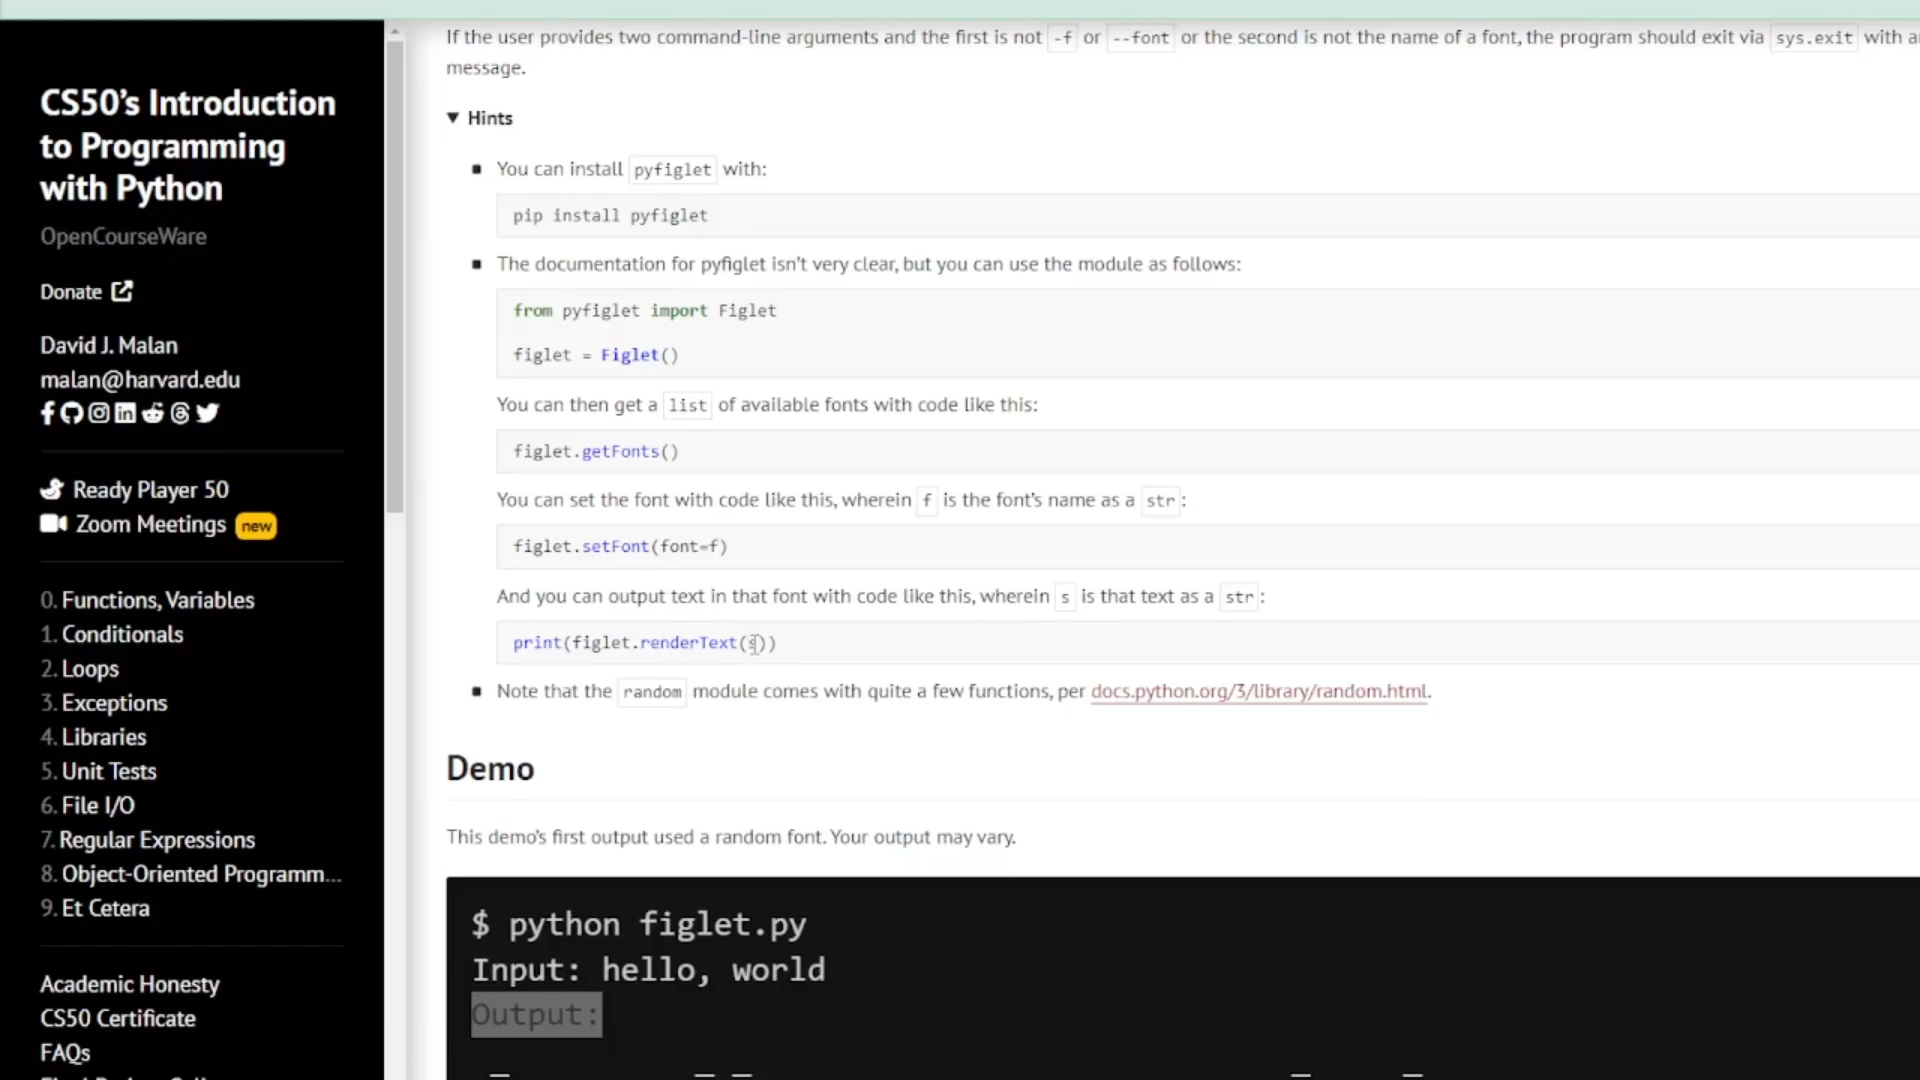 CS50’s Introduction
to Programming
with Python
OpenCourseWare
Donate
David J. Malan
malan@harvard.edu
Ready Player 50
Zoom Meetings new
0. Functions, Variables
1. Conditionals
2. Loops
3. Exceptions
4. Libraries
5. Unit Tests
6. File I/O
7. Regular Expressions
8. Object-Oriented Programm...
9. Et Cetera
Academic Honesty
CS50 Certificate
FAQs
If the user provides two command-line arguments and the first is not -f or --font or the second is not the name of a font, the program should exit via sys.exit with
message.
▼ Hints
You can install pyfiglet with:
pip install pyfiglet
The documentation for pyfiglet isn’t very clear, but you can use the module as follows:
from pyfiglet import Figlet
figlet = Figlet()
You can then get a list of available fonts with code like this:
figlet.getFonts()
You can set the font with code like this, wherein f is the font’s name as a str:
figlet.setFont(font=f)
And you can output text in that font with code like this, wherein s is that text as a str:
print(figlet.renderText(s))
Note that the random module comes with quite a few functions, per docs.python.org/3/library/random.html.
Demo
This demo’s first output used a random font. Your output may vary.
$ python figlet.py
Input: hello, world
Output: